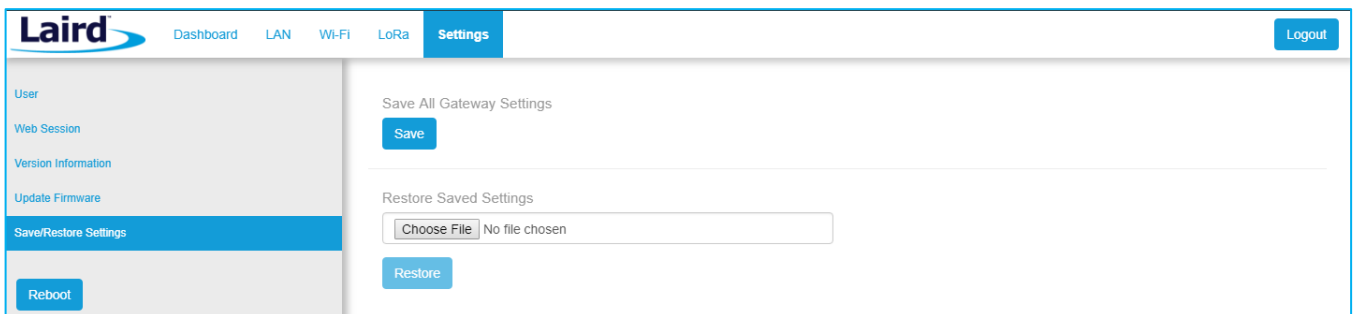 Laird
Dashboard LAN Wi-Fi LoRa Settings Logout
User
Web Session
Version Information
Update Firmware
Save/Restore Settings
Reboot
Save All Gateway Settings
Save
Restore Saved Settings
Choose File No file chosen
Restore